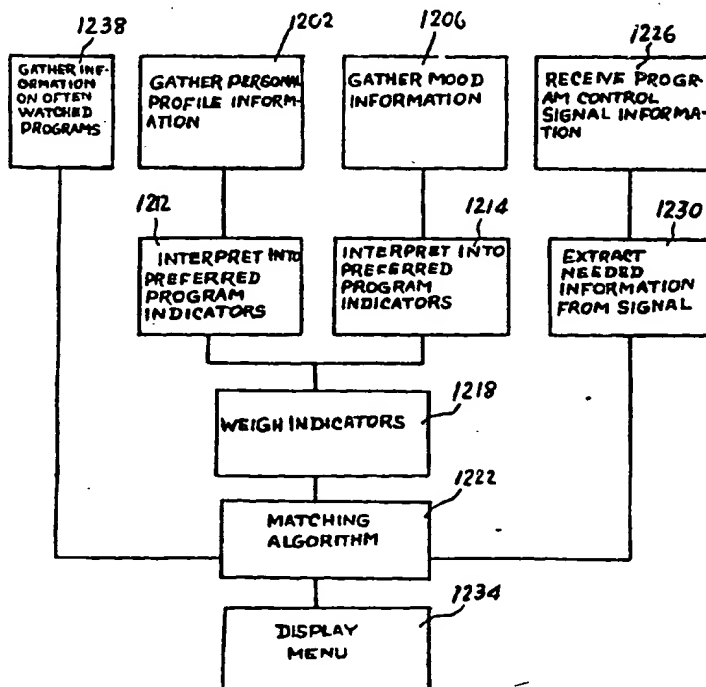 1238
1202
1206
1226
GATHER INF-
ORMATION
ON OFTEN
WATCHED
PROGRAMS
GATHER PERSONAL
PROFILE INFORM-
ATION
GATHER MOOD
INFORMATION
RECEIVE PROGR-
AM CONTROL
SIGNAL INFORMA-
TION
1212
1214
1230
INTERPRET INTO
PREFERRED
PROGRAM
INDICATORS
INTERPRET INTO
PREFERRED
PROGRAM
INDICATORS
EXTRACT
NEEDED
INFORMATION
FROM SIGNAL
1218
WEIGH INDICATORS
1222
MATCHING
ALGORITHM
1234
DISPLAY
MENU